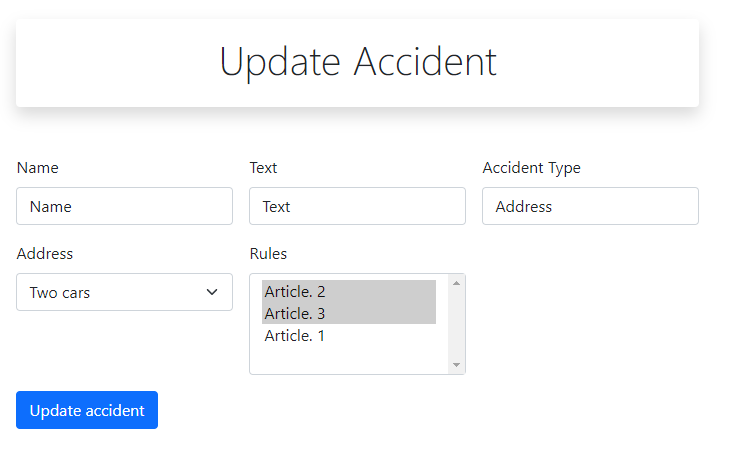 Update Accident
Name Text Accident Type
Name Text Address
Address Rules
Two cars
Article. 2
Article. 3
Article. 1
Update accident